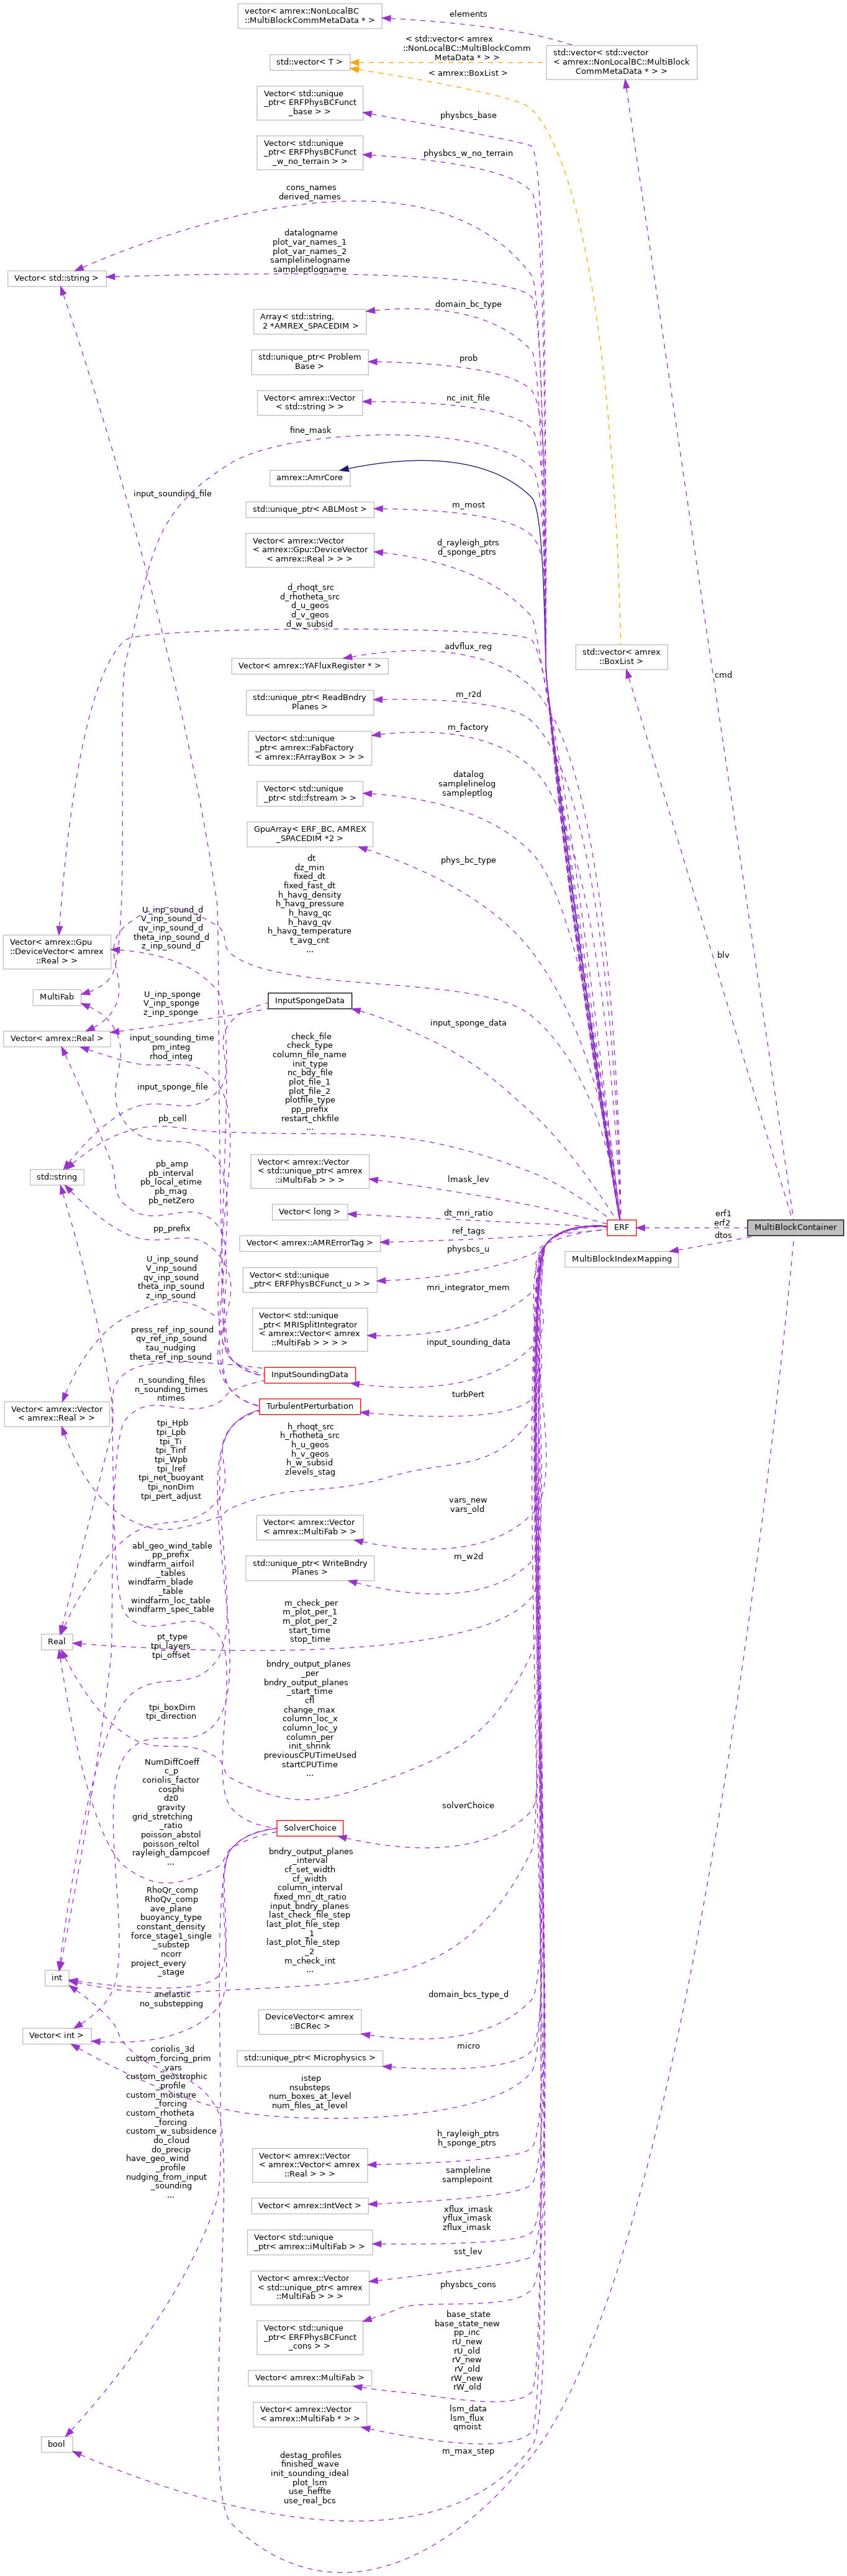 vector< amrex::NonLocalBC
::MultiBlockCommMetaData * >
elements
std::vector< T >
< std::vector< amrex
::NonLocalBC::MultiBlockComm
MetaData * > >
< amrex::BoxList >
std::vector< std::vector
< amrex::NonLocalBC::MultiBlock
CommMetaData * > >
Vector< std::unique
_ptr< ERFPhysBCFunct
_base > >
physbcs_base
Vector< std::unique
_ptr< ERFPhysBCFunct
_w_no_terrain > >
physbcs_w_no_terrain
cons_names
derived_names
Vector< std::string >
datalogname
plot_var_names_1
plot_var_names_2
samplelinelogname
sampleptlogname
Array< std::string,
2 *AMREX_SPACEDIM >
domain_bc_type
std::unique_ptr< Problem
Base >
prob
Vector< amrex::Vector
< std::string > >
nc_init_file
fine_mask
amrex::AmrCore
input_sounding_file
std::unique_ptr< ABLMost >
m_most
Vector< amrex::Vector
< amrex::Gpu::DeviceVector
< amrex::Real > > >
d_rayleigh_ptrs
d_sponge_ptrs
d_rhoqt_src
d_rhotheta_src
d_u_geos
d_v_geos
d_w_subsid
Vector< amrex::YAFluxRegister * >
advflux_reg
std::vector< amrex
::BoxList >
cmd
std::unique_ptr< ReadBndry
Planes >
m_r2d
Vector< std::unique
_ptr< amrex::FabFactory
< amrex::FArrayBox > > >
m_factory
Vector< std::unique
_ptr< std::fstream > >
datalog
samplelinelog
sampleptlog
GpuArray< ERF_BC, AMREX
_SPACEDIM *2 >
phys_bc_type
dt
dz_min
fixed_dt
fixed_fast_dt
h_havg_density
h_havg_pressure
h_havg_qc
h_havg_qv
h_havg_temperature
t_avg_cnt
...
U_inp_sound_d
V_inp_sound_d
qv_inp_sound_d
theta_inp_sound_d
z_inp_sound_d
Vector< amrex::Gpu
::DeviceVector< amrex
::Real > >
blv
MultiFab
U_inp_sponge
V_inp_sponge
z_inp_sponge
InputSpongeData
input_sponge_data
Vector< amrex::Real >
input_sounding_time
pm_integ
rhod_integ
check_file
check_type
column_file_name
init_type
nc_bdy_file
plot_file_1
plot_file_2
plotfile_type
pp_prefix
restart_chkfile
...
input_sponge_file
pb_cell
std::string
pb_amp
pb_interval
pb_local_etime
pb_mag
pb_netZero
Vector< amrex::Vector
< std::unique_ptr< amrex
::iMultiFab > > >
lmask_lev
Vector< long >
dt_mri_ratio
pp_prefix
Vector< amrex::AMRErrorTag >
ref_tags
ERF
erf1
erf2
MultiBlockContainer
dtos
MultiBlockIndexMapping
Vector< std::unique
_ptr< ERFPhysBCFunct_u > >
physbcs_u
U_inp_sound
V_inp_sound
qv_inp_sound
theta_inp_sound
z_inp_sound
Vector< std::unique
_ptr< MRISplitIntegrator
< amrex::Vector< amrex
::MultiFab > > > >
mri_integrator_mem
press_ref_inp_sound
qv_ref_inp_sound
tau_nudging
theta_ref_inp_sound
input_sounding_data
InputSoundingData
n_sounding_files
n_sounding_times
ntimes
turbPert
TurbulentPerturbation
Vector< amrex::Vector
< amrex::Real > >
tpi_Hpb
tpi_Lpb
tpi_Ti
tpi_Tinf
tpi_Wpb
tpi_lref
tpi_net_buoyant
tpi_nonDim
tpi_pert_adjust
h_rhoqt_src
h_rhotheta_src
h_u_geos
h_v_geos
h_w_subsid
zlevels_stag
Vector< amrex::Vector
< amrex::MultiFab > >
vars_new
vars_old
abl_geo_wind_table
pp_prefix
windfarm_airfoil
_tables
windfarm_blade
_table
windfarm_loc_table
windfarm_spec_table
std::unique_ptr< WriteBndry
Planes >
m_w2d
m_check_per
m_plot_per_1
m_plot_per_2
start_time
stop_time
Real
pt_type
tpi_layers
tpi_offset
bndry_output_planes
_per
bndry_output_planes
_start_time
cfl
change_max
column_loc_x
column_loc_y
column_per
init_shrink
previousCPUTimeUsed
startCPUTime
...
tpi_boxDim
tpi_direction
NumDiffCoeff
c_p
coriolis_factor
cosphi
dz0
gravity
grid_stretching
_ratio
poisson_abstol
poisson_reltol
rayleigh_dampcoef
...
solverChoice
SolverChoice
bndry_output_planes
_interval
cf_set_width
cf_width
column_interval
fixed_mri_dt_ratio
input_bndry_planes
last_check_file_step
last_plot_file_step
_1
last_plot_file_step
_2
m_check_int
...
RhoQr_comp
RhoQv_comp
ave_plane
buoyancy_type
constant_density
force_stage1_single
_substep
ncorr
project_every
_stage
int
anelastic
no_substepping
Vector< int >
DeviceVector< amrex
::BCRec >
domain_bcs_type_d
std::unique_ptr< Microphysics >
micro
coriolis_3d
custom_forcing_prim
_vars
custom_geostrophic
_profile
custom_moisture
_forcing
custom_rhotheta
_forcing
custom_w_subsidence
do_cloud
do_precip
have_geo_wind
_profile
nudging_from_input
_sounding
...
istep
nsubsteps
num_boxes_at_level
num_files_at_level
Vector< amrex::Vector
< amrex::Vector< amrex
::Real > > >
h_rayleigh_ptrs
h_sponge_ptrs
Vector< amrex::IntVect >
sampleline
samplepoint
Vector< std::unique
_ptr< amrex::iMultiFab > >
xflux_imask
yflux_imask
zflux_imask
Vector< amrex::Vector
< std::unique_ptr< amrex
::MultiFab > > >
sst_lev
Vector< std::unique
_ptr< ERFPhysBCFunct
_cons > >
physbcs_cons
Vector< amrex::MultiFab >
base_state
base_state_new
pp_inc
rU_new
rU_old
rV_new
rV_old
rW_new
rW_old
Vector< amrex::Vector
< amrex::MultiFab * > >
lsm_data
lsm_flux
qmoist
bool
m_max_step
destag_profiles
finished_wave
init_sounding_ideal
plot_lsm
use_heffte
use_real_bcs